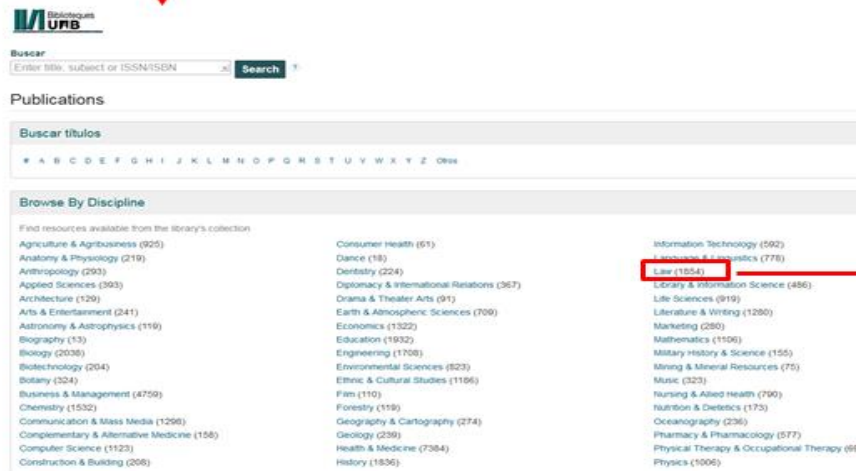 Biblioteques
UAB
Buscar
Enter title, subject or ISSN/ISBN
Search
Publications
Buscar títulos
# A B C D E F G H I J K L M N O P Q R S T U V W X Y Z Otros
Browse By Discipline
Find resources available from the library's collection
Agriculture & Agribusiness (925)
Anatomy & Physiology (219)
Anthropology (293)
Applied Sciences (393)
Architecture (129)
Arts & Entertainment (241)
Astronomy & Astrophysics (119)
Biography (13)
Biology (2038)
Biotechnology (204)
Botany (324)
Business & Management (4759)
Chemistry (1532)
Communication & Mass Media (1298)
Complementary & Alternative Medicine (158)
Computer Science (1123)
Construction & Building (208)
Consumer Health (61)
Dance (18)
Dentistry (224)
Diplomacy & International Relations (367)
Drama & Theater Arts (91)
Earth & Atmospheric Sciences (709)
Economics (1322)
Education (1932)
Engineering (1708)
Environmental Sciences (823)
Ethnic & Cultural Studies (1186)
Film (110)
Forestry (119)
Geography & Cartography (274)
Geology (239)
Health & Medicine (7384)
History (1836)
Information Technology (592)
Language & Linguistics (778)
Law (1854)
Library & Information Science (486)
Life Sciences (919)
Literature & Writing (1280)
Marketing (280)
Mathematics (1106)
Military History & Science (155)
Mining & Mineral Resources (75)
Music (323)
Nursing & Allied Health (790)
Nutrition & Dietetics (173)
Oceanography (236)
Pharmacy & Pharmacology (577)
Physical Therapy & Occupational Therapy
Physics (1006)